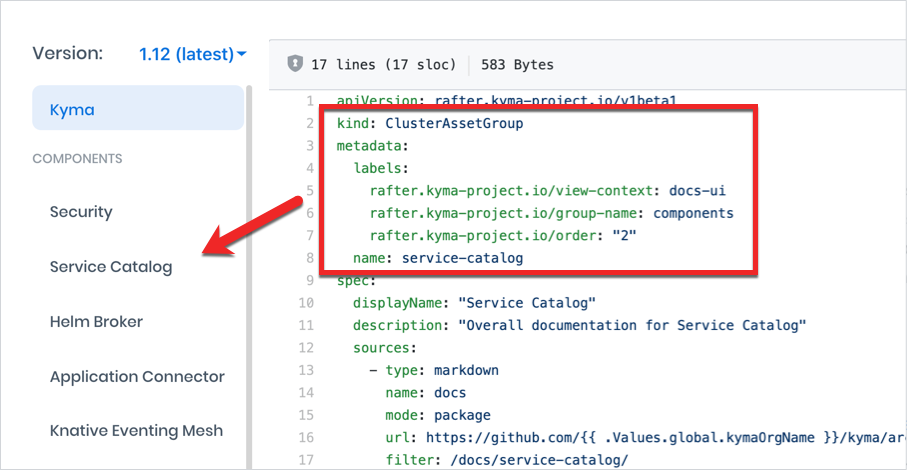 Version: 1.12 (latest)
Kyma
COMPONENTS
Security
Service Catalog
Helm Broker
Application Connector
Knative Eventing Mesh
17 lines (17 sloc) 583 Bytes
1 apiVersion: rafter.kyma-project.io/v1beta1
2 kind: ClusterAssetGroup
3 metadata:
4 labels:
5 rafter.kyma-project.io/view-context: docs-ui
6 rafter.kyma-project.io/group-name: components
7 rafter.kyma-project.io/order: "2"
8 name: service-catalog
9 spec:
10 displayName: "Service Catalog"
11 description: "Overall documentation for Service Catalog"
12 sources:
13 - type: markdown
14 name: docs
15 mode: package
16 url: https://github.com/{{ .Values.global.kymaOrgName }}/kyma/ar
17 filter: /docs/service-catalog/